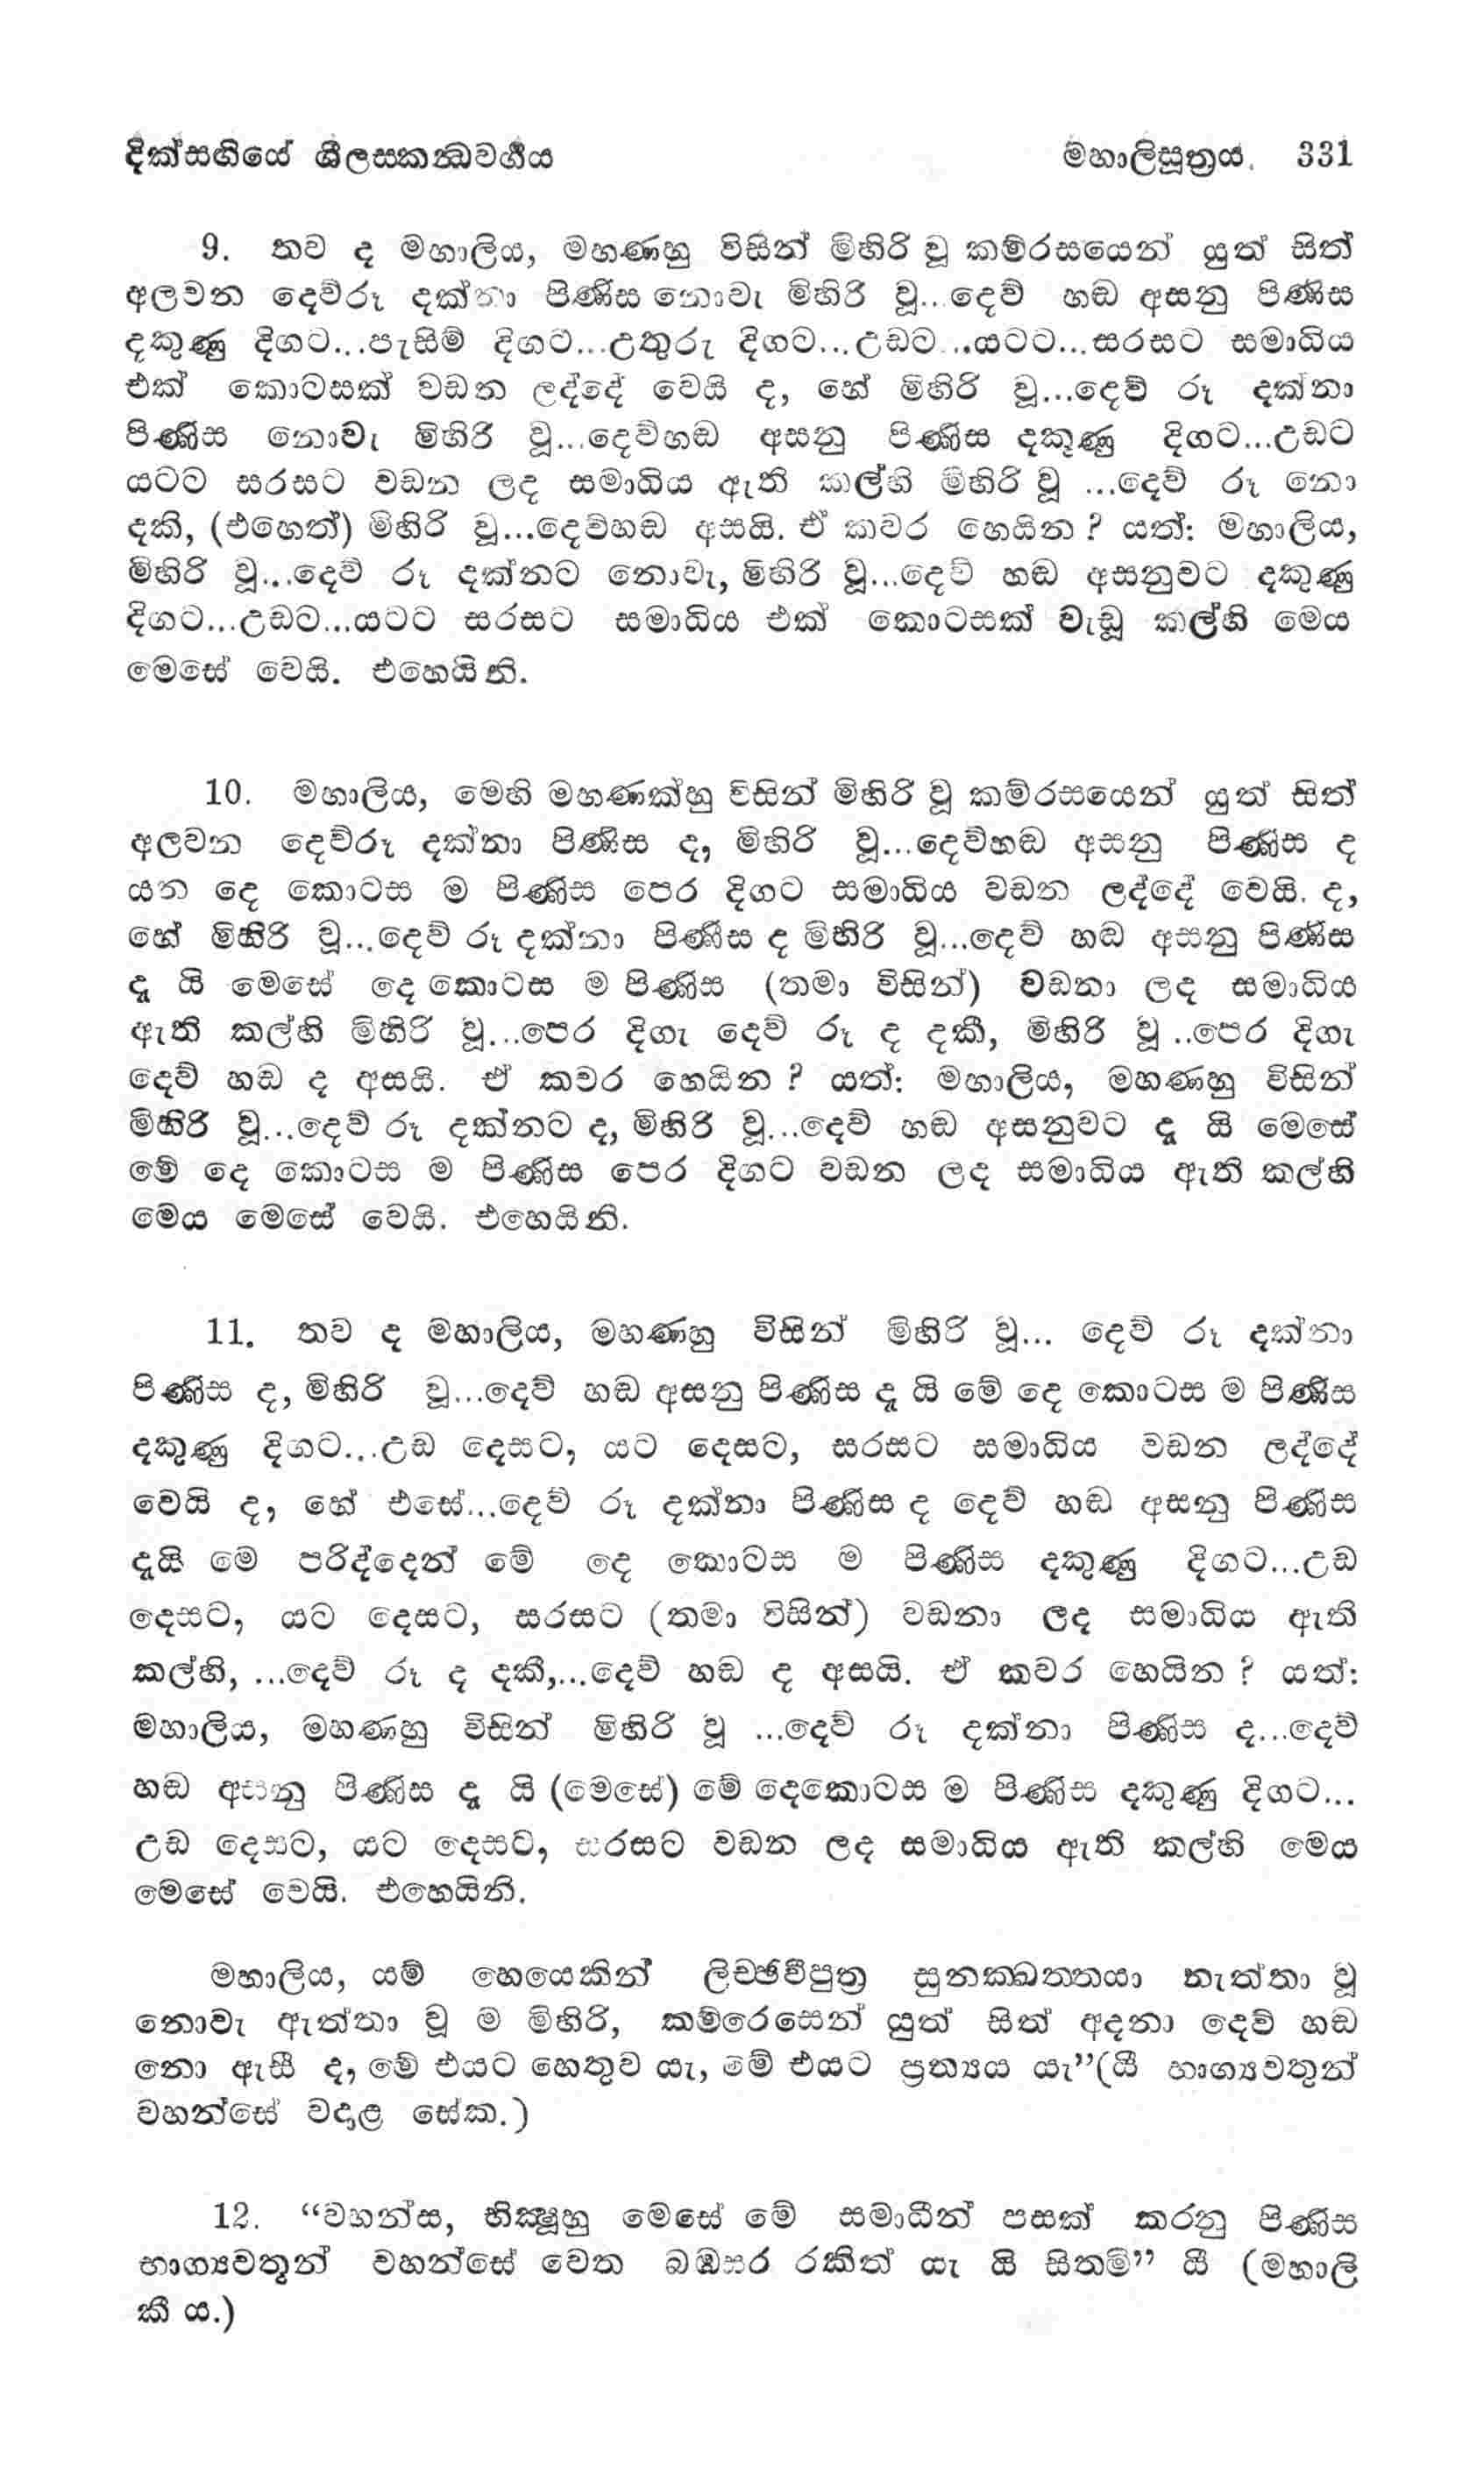 දික්සඟියේ ශීලස්කන්ධවර්ගය මහාලිසූත්‍රය. 331
9. තව ද මහාලිය, මහණහු විසින් මිහිරි වූ කම්රසයෙන් යුත් සිත්
අලවන දෙව්රූ දක්නා පිණිස නොවැ මිහිරි වූ...දෙව් හඬ අසනු පිණිස
දකුණු දිගට...පැසිම් දිගට...උතුරු දිගට...උඩට...යටට...සරසට සමාධිය
එක් කොටසක් වඩන ලද්දේ වෙයි ද, හේ මිහිරි වූ...දෙව් රූ දක්නා
පිණිස නොවැ මිහිරි වූ...දෙව්හඬ අසනු පිණිස දකුණු දිගට...උඩට
යටට සරසට වඩන ලද සමාධිය ඇති කල්හි මිහිරි වූ ...දෙව් රූ නො
දකි, (එහෙත්) මිහිරි වූ...දෙව්හඬ අසයි. ඒ කවර හෙයින ? යත්: මහාලිය,
මිහිරි වූ...දෙව් රූ දක්නට නොවැ, මිහිරි වූ...දෙව් හඬ අසනුවට දකුණු
දිගට...උඩට...යටට සරසට සමාධිය එක් කොටසක් වැඩූ කල්හි මෙය
මෙසේ වෙයි. එහෙයිනි.
10. මහාලිය, මෙහි මහණක්හු විසින් මිහිරි වූ කම්රසයෙන් යුත් සිත්
අලවන දෙව්රූ දක්නා පිණිස ද, මිහිරි වූ...දෙව්හඬ අසනු පිණිස ද
යන දෙ කොටස ම පිණිස පෙර දිගට සමාධිය වඩන ලද්දේ වෙයි. ද,
හේ මිහිරි වූ...දෙව් රූ දක්නා පිණිස ද මිහිරි වූ...දෙව් හඬ අසනු පිණිස
දැ යි මෙසේ දෙ කොටස ම පිණිස (තමා විසින්) වඩනා ලද සමාධිය
ඇති කල්හි මිහිරි වූ...පෙර දිගැ දෙව් රූ ද දකී, මිහිරි වූ ..පෙර දිගැ
දෙව් හඬ ද අසයි. ඒ කවර හෙයින ? යත්: මහාලිය, මහණහු විසින්
මිහිරි වූ...දෙව් රූ දක්නට ද, මිහිරි වූ...දෙව් හඬ අසනුවට දැ යි මෙසේ
මේ දෙ කොටස ම පිණිස පෙර දිගට වඩන ලද සමාධිය ඇති කල්හි
මෙය මෙසේ වෙයි. එහෙයිනි.
11. තව ද මහාලිය, මහණහු විසින් මිහිරි වූ... දෙව් රූ දක්නා
පිණිස ද, මිහිරි වූ...දෙව් හඬ අසනු පිණිස දැ යි මේ දෙ කොටස ම පිණිස
දකුණු දිගට...උඩ දෙසට, යට දෙසට, සරසට සමාධිය වඩන ලද්දේ
වෙයි ද, හේ එසේ...දෙව් රූ දක්නා පිණිස ද දෙව් හඬ අසනු පිණිස
දැයි මෙ පරිද්දෙන් මේ දෙ කොටස ම පිණිස දකුණු දිගට...උඩ
දෙසට, යට දෙසට, සරසට (තමා විසින්) වඩනා ලද සමාධිය ඇති
කල්හි, ...දෙව් රූ ද දකී,...දෙව් හඬ ද අසයි. ඒ කවර හෙයින ? යත්:
මහාලිය, මහණහු විසින් මිහිරි වූ ...දෙව් රූ දක්නා පිණිස ද...දෙව්
හඬ අසනු පිණිස දැ යි (මෙසේ) මේ දෙකොටස ම පිණිස දකුණු දිගට...
උඩ දෙසට, යට දෙසට, සරසට වඩන ලද සමාධිය ඇති කල්හි මෙය
මෙසේ වෙයි. එහෙයිනි.
මහාලිය, යම් හෙයෙකින් ලිච්ඡවිපුත්‍ර සුනක්ඛත්තයා නැත්තා වූ
නොවැ ඇත්තා වූ ම මිහිරි, කම්රෙසෙන් යුත් සිත් අදනා දෙව් හඬ
නො ඇසී ද, මේ එයට හෙතුව යැ, මේ එයට ප්‍රත්‍යය යැ”(යී භාග්‍යවතුන්
වහන්සේ වදාළ සේක.)
12. “වහන්ස, භික්ෂූහු මෙසේ මේ සමාධීන් පසක් කරනු පිණිස
භාග්‍යවතුන් වහන්සේ වෙත බඹසර රකිත් යැ යි සිතමි” යී (මහාලි
කී ය.)